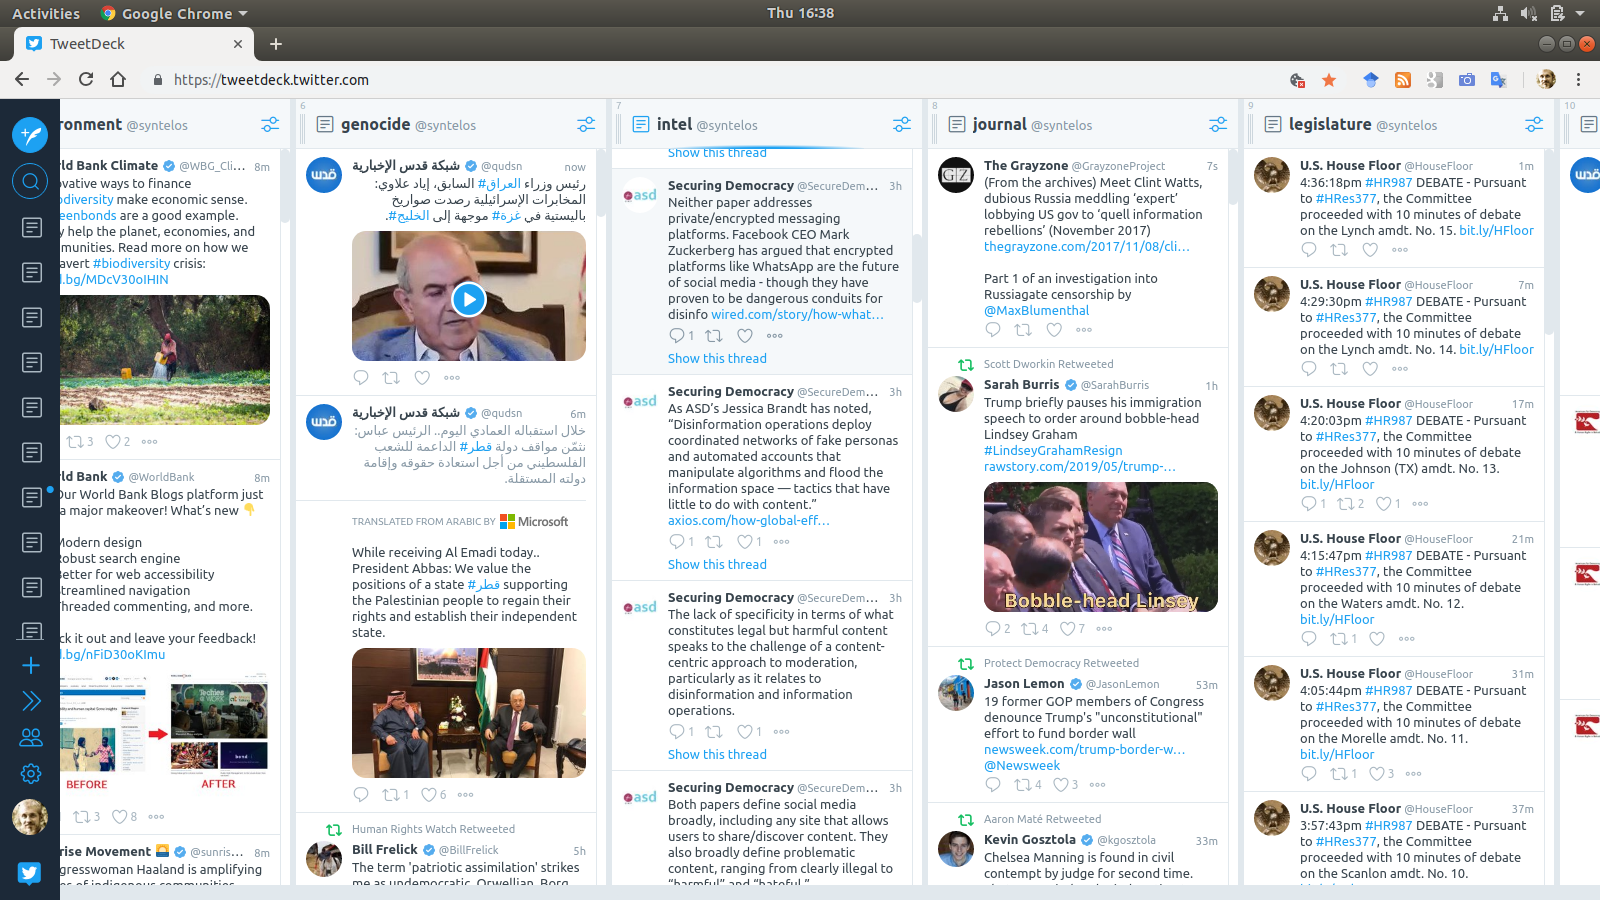 Activities
Google Chrome
Thu 16:38
TweetDeck
https://tweetdeck.twitter.com
ronment @syntelos
ld Bank Climate @WBG_Cli... 8m
ovative ways to finance
odiversity make economic sense.
eenbonds are a good example.
y help the planet, economies, and
munities. Read more on how we
avert #biodiversity crisis:
l.bg/MDcV30oIHIN
3 2
ld Bank @WorldBank 8m
Our World Bank Blogs platform just
a major makeover! What's new
Modern design
Robust search engine
Better for web accessibility
Streamlined navigation
Threaded commenting, and more.
ck it out and leave your feedback!
l.bg/nFiD30oKImu
BEFORE
AFTER
3 8
rise Movement @sunris... 8m
gresswoman Haaland is amplifying
6
genocide @syntelos
شبكة قدس الإخبارية @qudsn now
رئيس وزراء #العراق السابق، إياد علاوي:
المخابرات الإسرائيلية رصدت صواريخ
باليستية في #غزة موجهة إلى #الخليج.
شبكة قدس الإخبارية @qudsn 6m
خلال استقباله العمادي اليوم.. الرئيس عباس:
نثمّن مواقف دولة #قطر الداعمة للشعب
الفلسطيني من أجل استعادة حقوقه وإقامة
دولته المستقلة.
TRANSLATED FROM ARABIC BY Microsoft
While receiving Al Emadi today..
President Abbas: We value the
positions of a state #قطر supporting
the Palestinian people to regain their
rights and establish their independent
state.
1 6
Human Rights Watch Retweeted
Bill Frelick @BillFrelick 5h
The term 'patriotic assimilation' strikes
me as undemocratic, Orwellian, Borg
7
intel @syntelos
Show this thread
asd
Securing Democracy @SecureDem... 3h
Neither paper addresses
private/encrypted messaging
platforms. Facebook CEO Mark
Zuckerberg has argued that encrypted
platforms like WhatsApp are the future
of social media - though they have
proven to be dangerous conduits for
disinfo wired.com/story/how-what...
1
Show this thread
asd
Securing Democracy @SecureDem... 3h
As ASD's Jessica Brandt has noted,
“Disinformation operations deploy
coordinated networks of fake personas
and automated accounts that
manipulate algorithms and flood the
information space — tactics that have
little to do with content.”
axios.com/how-global-eff...
1 1
Show this thread
asd
Securing Democracy @SecureDem... 3h
The lack of specificity in terms of what
constitutes legal but harmful content
speaks to the challenge of a content-
centric approach to moderation,
particularly as it relates to
disinformation and information
operations.
1 1
Show this thread
asd
Securing Democracy @SecureDem... 3h
Both papers define social media
broadly, including any site that allows
users to share/discover content. They
also broadly define problematic
content, ranging from clearly illegal to
“harmful” and “hateful.”
8
journal @syntelos
GZ
The Grayzone @GrayzoneProject 7s
(From the archives) Meet Clint Watts,
dubious Russia meddling ‘expert’
lobbying US gov to ‘quell information
rebellions’ (November 2017)
thegrayzone.com/2017/11/08/cli...
Part 1 of an investigation into
Russiagate censorship by
@MaxBlumenthal
Scott Dworkin Retweeted
Sarah Burris @SarahBurris 1h
Trump briefly pauses his immigration
speech to order around bobble-head
Lindsey Graham
#LindseyGrahamResign
rawstory.com/2019/05/trump-...
Bobble-head Linsey
2 4 7
Protect Democracy Retweeted
Jason Lemon @JasonLemon 53m
19 former GOP members of Congress
denounce Trump's "unconstitutional"
effort to fund border wall
newsweek.com/trump-border-w...
@Newsweek
4 3
Aaron Maté Retweeted
Kevin Gosztola @kgosztola 33m
Chelsea Manning is found in civil
contempt by judge for second time.
9
legislature @syntelos
U.S. House Floor @HouseFloor 1m
4:36:18pm #HR987 DEBATE - Pursuant
to #HRes377, the Committee
proceeded with 10 minutes of debate
on the Lynch amdt. No. 15. bit.ly/HFloor
U.S. House Floor @HouseFloor 7m
4:29:30pm #HR987 DEBATE - Pursuant
to #HRes377, the Committee
proceeded with 10 minutes of debate
on the Lynch amdt. No. 14. bit.ly/HFloor
U.S. House Floor @HouseFloor 17m
4:20:03pm #HR987 DEBATE - Pursuant
to #HRes377, the Committee
proceeded with 10 minutes of debate
on the Johnson (TX) amdt. No. 13.
bit.ly/HFloor
1 2 1
U.S. House Floor @HouseFloor 21m
4:15:47pm #HR987 DEBATE - Pursuant
to #HRes377, the Committee
proceeded with 10 minutes of debate
on the Waters amdt. No. 12.
bit.ly/HFloor
1
U.S. House Floor @HouseFloor 31m
4:05:44pm #HR987 DEBATE - Pursuant
to #HRes377, the Committee
proceeded with 10 minutes of debate
on the Morelle amdt. No. 11.
bit.ly/HFloor
1 3
U.S. House Floor @HouseFloor 37m
3:57:43pm #HR987 DEBATE - Pursuant
to #HRes377, the Committee
proceeded with 10 minutes of debate
on the Scanlon amdt. No. 10.
10